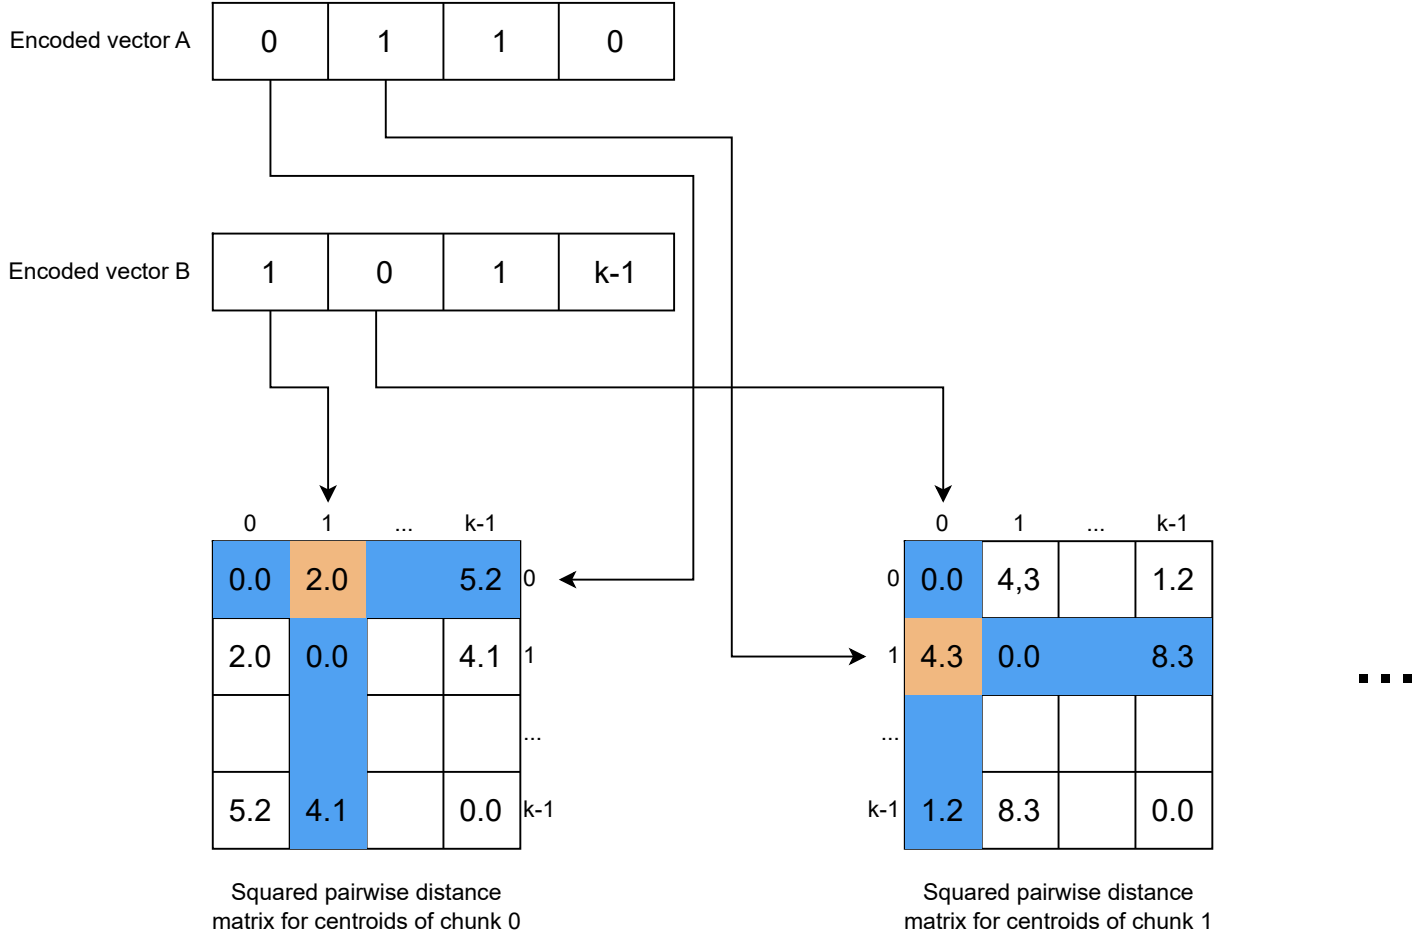 Encoded vector A 0 1 1 0
Encoded vector B 1 0 1 k-1
0 1 ... k-1
0.0 2.0 5.2 0
2.0 0.0 4.1 1
...
5.2 4.1 0.0 k-1
Squared pairwise distance
matrix for centroids of chunk 0
0 1 ... k-1
0 0.0 4,3 1.2
1 4.3 0.0 8.3
...
k-1 1.2 8.3 0.0
Squared pairwise distance
matrix for centroids of chunk 1
...